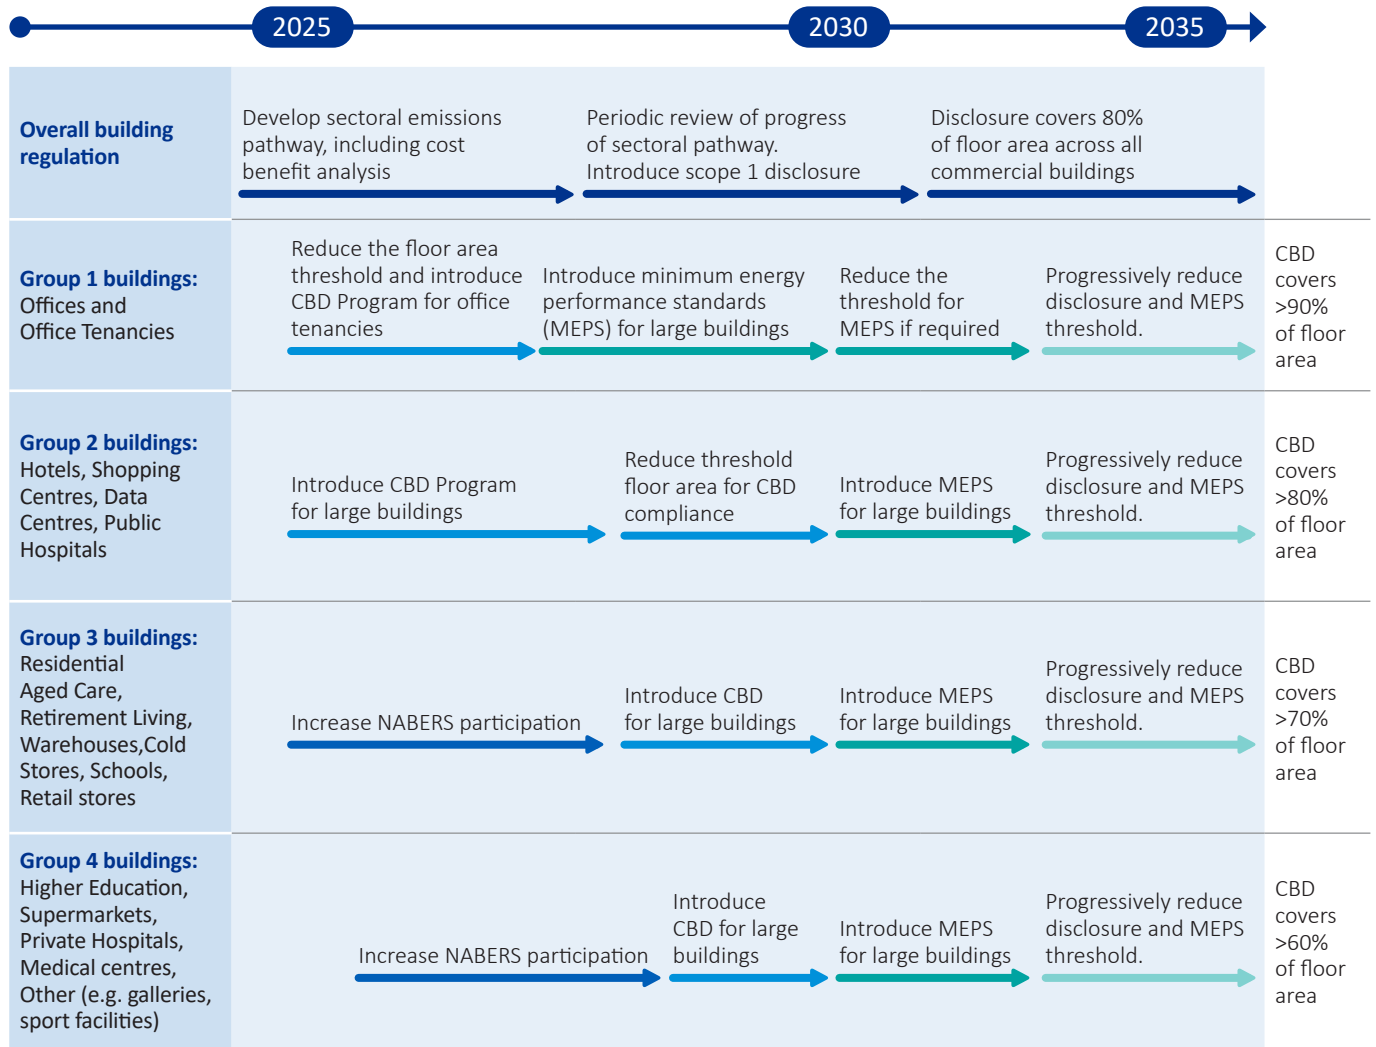 2025
2030
2035
Overall building
regulation
Develop sectoral emissions
pathway, including cost
benefit analysis
Periodic review of progress
of sectoral pathway.
Introduce scope 1 disclosure
Disclosure covers 80%
of floor area across all
commercial buildings
Group 1 buildings:
Offices and
Office Tenancies
Reduce the floor area
threshold and introduce
CBD Program for office
tenancies
Introduce minimum energy
performance standards
(MEPS) for large buildings
Reduce the
threshold for
MEPS if required
Progressively reduce
disclosure and MEPS
threshold.
CBD
covers
>90%
of floor
area
Group 2 buildings:
Hotels, Shopping
Centres, Data
Centres, Public
Hospitals
Introduce CBD Program
for large buildings
Reduce threshold
floor area for CBD
compliance
Introduce MEPS
for large buildings
Progressively reduce
disclosure and MEPS
threshold.
CBD
covers
>80%
of floor
area
Group 3 buildings:
Residential
Aged Care,
Retirement Living,
Warehouses,Cold
Stores, Schools,
Retail stores
Increase NABERS participation
Introduce CBD
for large buildings
Introduce MEPS
for large buildings
Progressively reduce
disclosure and MEPS
threshold.
CBD
covers
>70%
of floor
area
Group 4 buildings:
Higher Education,
Supermarkets,
Private Hospitals,
Medical centres,
Other (e.g. galleries,
sport facilities)
Increase NABERS participation
Introduce
CBD for large
buildings
Introduce MEPS
for large buildings
Progressively reduce
disclosure and MEPS
threshold.
CBD
covers
>60%
of floor
area